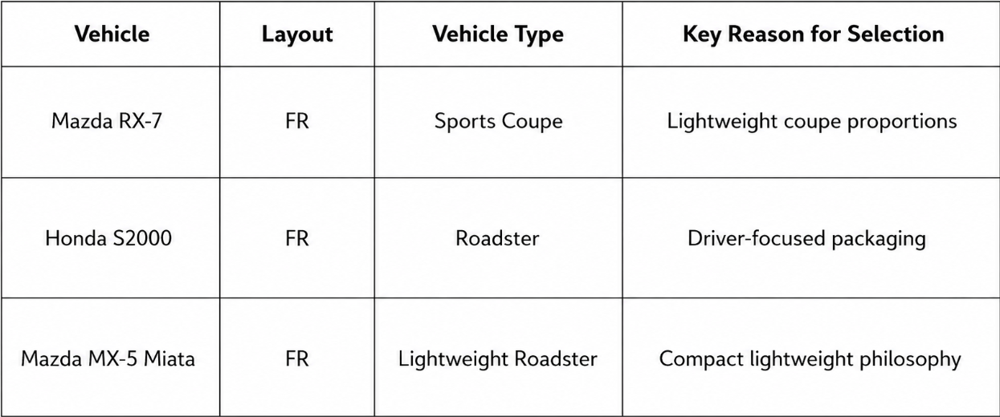 Vehicle Layout Vehicle Type Key Reason for Selection
Mazda RX-7 FR Sports Coupe Lightweight coupe proportions
Honda S2000 FR Roadster Driver-focused packaging
Mazda MX-5 Miata FR Lightweight Roadster Compact lightweight philosophy